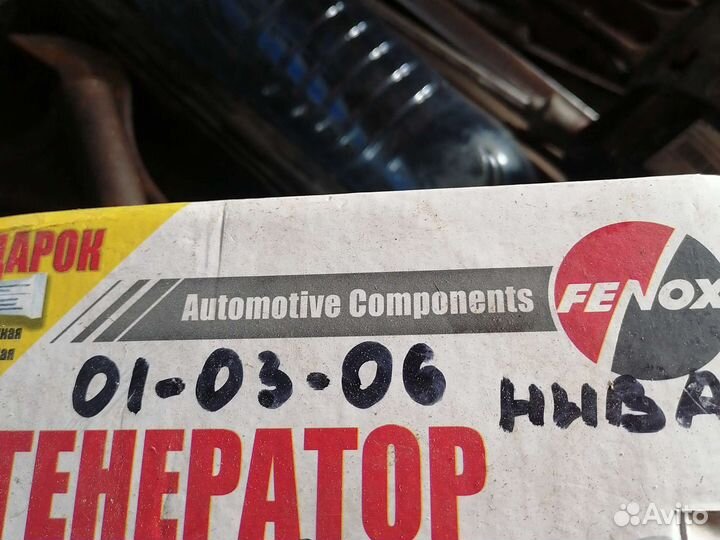 ДАРОК
Automotive Components
FENOX
01-03-06 НИВА
ГЕНЕРАТОР
Avito